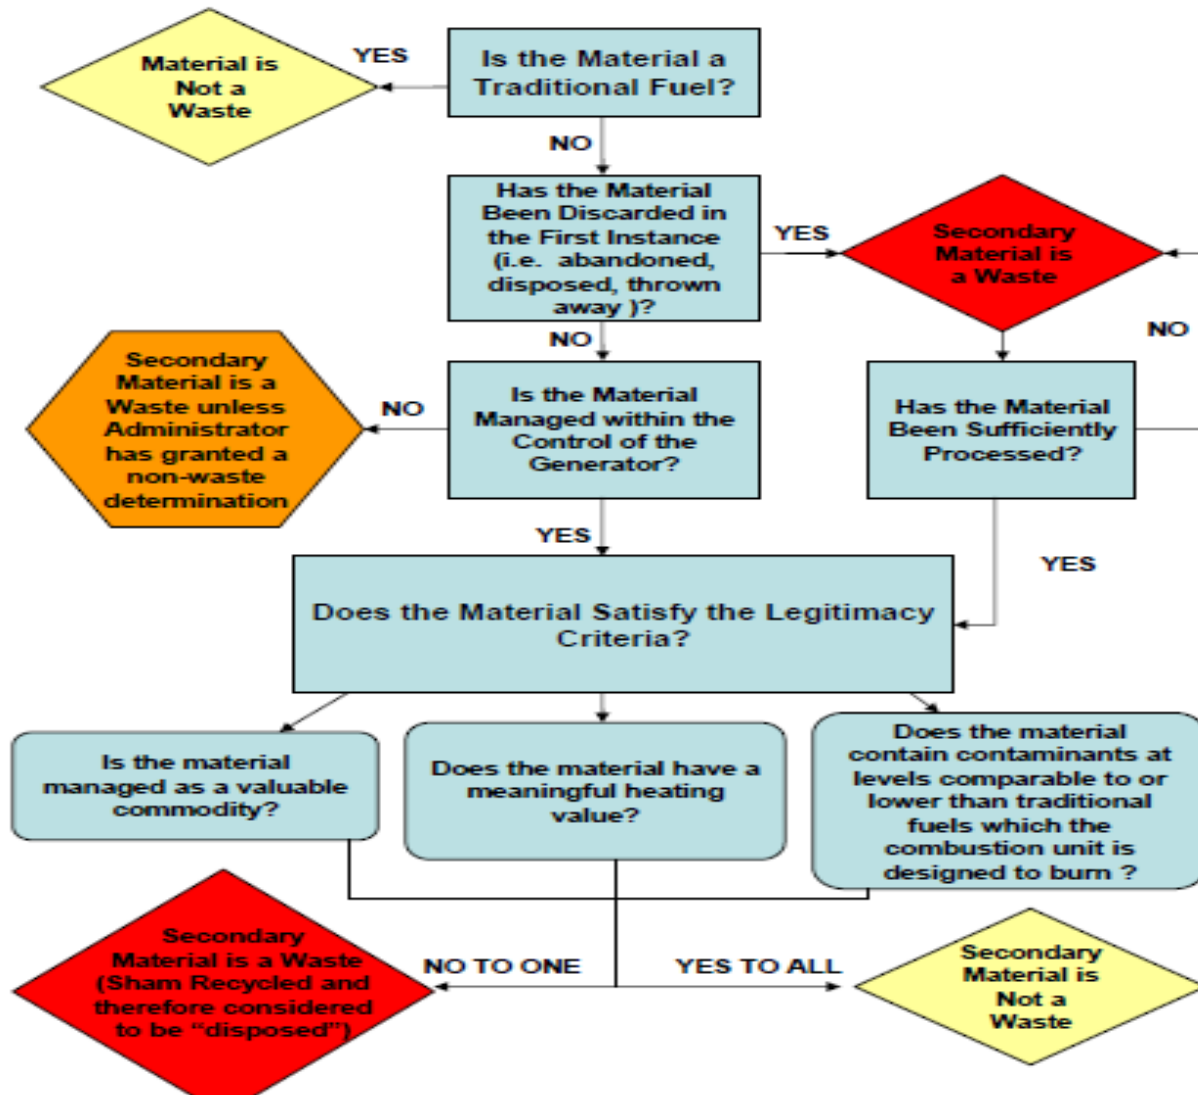 YES
Material is
Not a
Waste
Is the Material a
Traditional Fuel?
NO
Has the Material
Been Discarded in
the First Instance
(i.e. abandoned,
disposed, thrown
away )?
YES
Secondary
Material is
a Waste
NO
NO
Secondary
Material is a
Waste unless
Administrator
has granted a
non-waste
determination
NO
Is the Material
Managed within the
Control of the
Generator?
Has the Material
Been Sufficiently
Processed?
YES
YES
Does the Material Satisfy the Legitimacy
Criteria?
Is the material
managed as a valuable
commodity?
Does the material have a
meaningful heating
value?
Does the material
contain contaminants at
levels comparable to or
lower than traditional
fuels which the
combustion unit is
designed to burn ?
Secondary
Material is a Waste
(Sham Recycled and
therefore considered
to be “disposed”)
NO TO ONE
YES TO ALL
Secondary
Material is
Not a
Waste